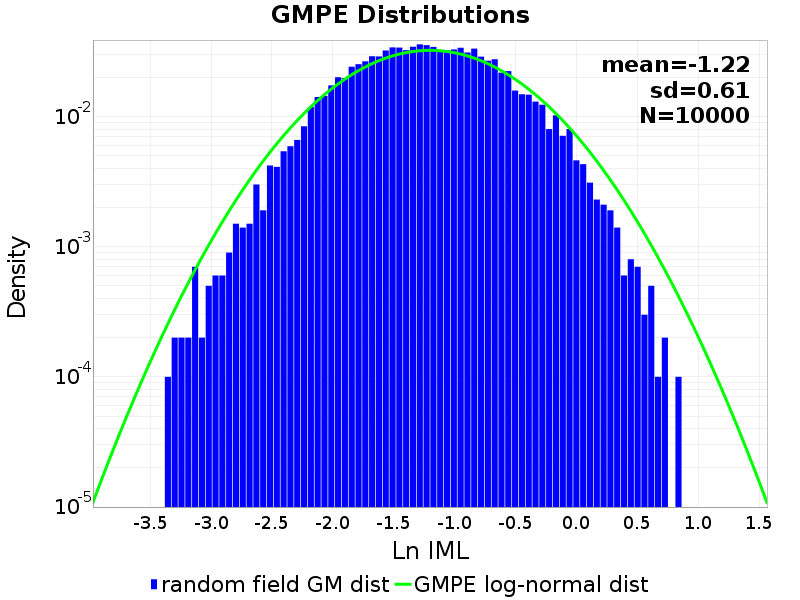 GMPE Distributions
mean=-1.22
sd=0.61
N=10000
10-2
10-3
10-4
10-5
Density
-3.5 -3.0 -2.5 -2.0 -1.5 -1.0 -0.5 0.0 0.5 1.0 1.5
Ln IML
random field GM dist GMPE log-normal dist